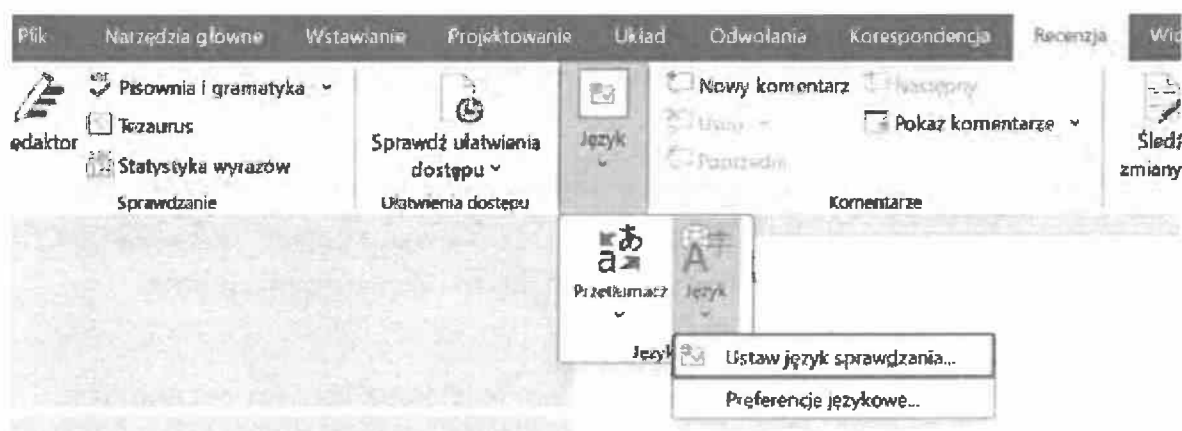 Plik Narzędzia główne Wstawianie Projektowanie Układ Odwołania Korespondencja Recenzja Wid
Pisownia i gramatyka
Tezaurus
edaktor
Statystyka wyrazów
Sprawdzanie
Sprawdź ułatwienia
dostępu
Ułatwienia dostępu
Język
Nowy komentarz Następny
Usuń Pokaż komentarze
Poprzedni
Komentarze
Śledź
zmiany
Przetłumacz Język
Język
Ustaw język sprawdzania...
Preferencje językowe...